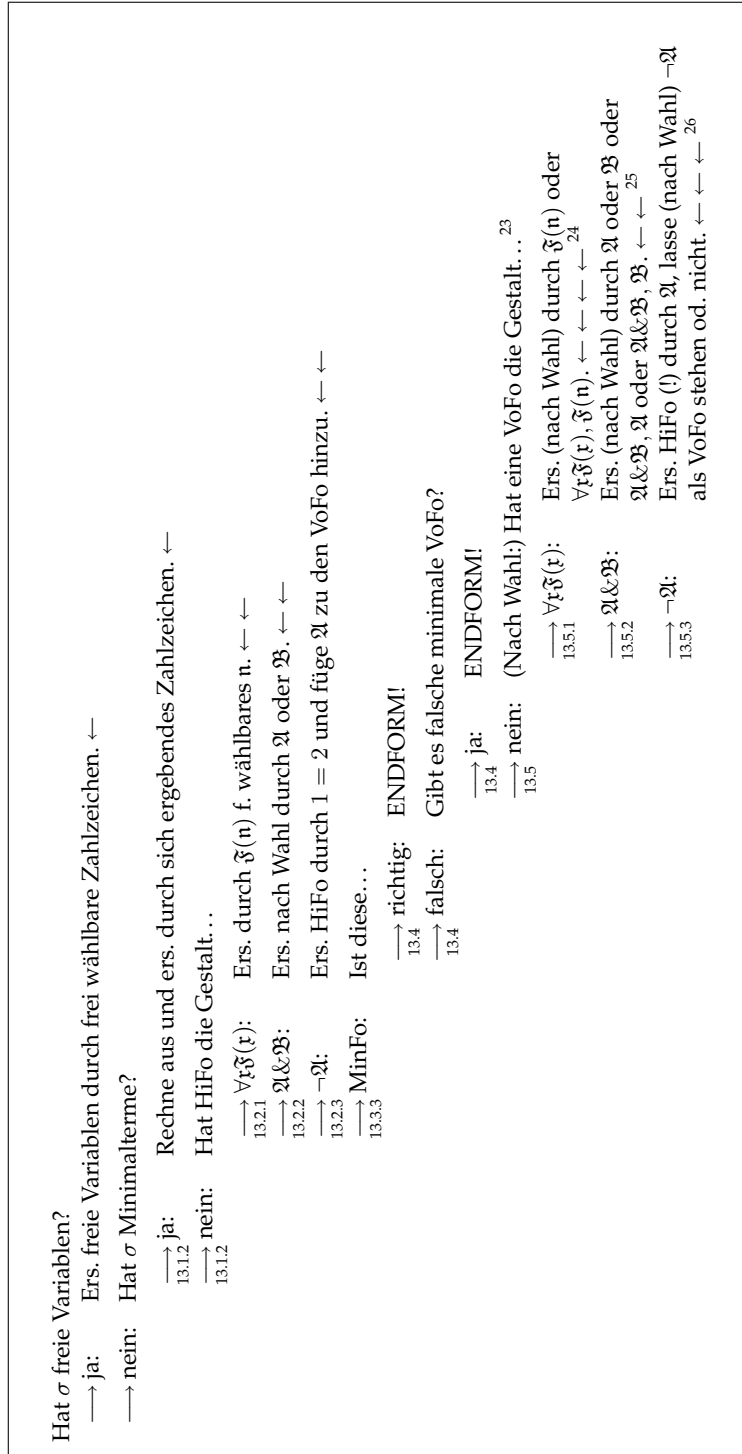 Hat σ freie Variablen?
⟶ ja: Ers. freie Variablen durch frei wählbare Zahlzeichen. ←
⟶ nein: Hat σ Minimalterme?
⟶ ja: Rechne aus und ers. durch sich ergebendes Zahlzeichen. ←
13.1.2
⟶ nein: Hat HiFo die Gestalt…
13.1.2
⟶ ∀𝔵𝔉(𝔵): Ers. durch 𝔉(𝔫) f. wählbares 𝔫. ← ←
13.2.1
⟶ 𝔄&𝔅: Ers. nach Wahl durch 𝔄 oder 𝔅. ← ←
13.2.2
⟶ ¬𝔄: Ers. HiFo durch 1 = 2 und füge 𝔄 zu den VoFo hinzu. ← ←
13.2.3
⟶ MinFo: Ist diese…
13.3.3
⟶ richtig: ENDFORM!
13.4
⟶ falsch: Gibt es falsche minimale VoFo?
13.4
⟶ ja: ENDFORM!
13.4
⟶ nein: (Nach Wahl:) Hat eine VoFo die Gestalt…²³
13.5
⟶ ∀𝔵𝔉(𝔵): Ers. (nach Wahl) durch 𝔉(𝔫) oder
13.5.1
∀𝔵𝔉(𝔵), 𝔉(𝔫). ← ← ← ←²⁴
⟶ 𝔄&𝔅: Ers. (nach Wahl) durch 𝔄 oder 𝔅 oder
13.5.2
𝔄&𝔅, 𝔄 oder 𝔄&𝔅, 𝔅. ← ←²⁵
⟶ ¬𝔄: Ers. HiFo (!) durch 𝔄, lasse (nach Wahl) ¬𝔄
13.5.3
als VoFo stehen od. nicht. ← ← ←²⁶